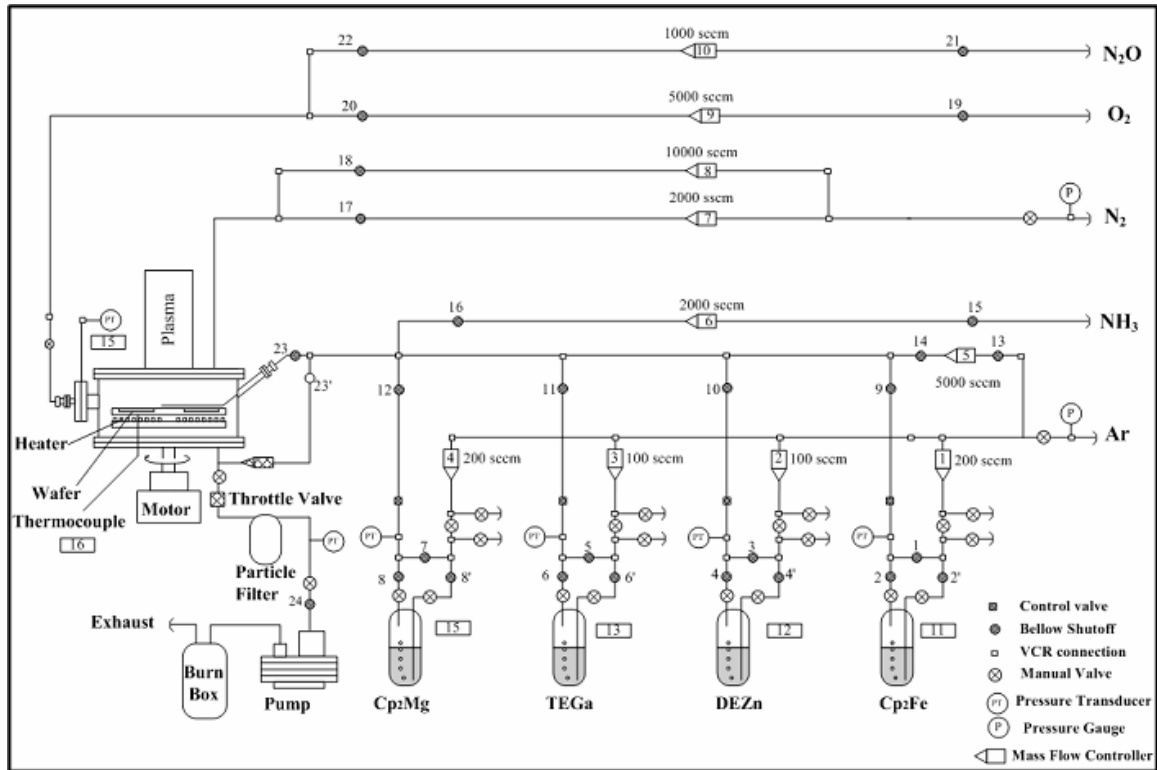 1000 sccm
22
10
21
N₂O
5000 sccm
20
9
19
O₂
10000 sccm
18
8
2000 sscm
17
7
P
N₂
2000 sccm
16
6
15
NH₃
PT
15
Plasma
23
23'
14
5
13
5000 sccm
12
11
10
9
P
Ar
4
200 sccm
3
100 sccm
2
100 sccm
1
200 sccm
Heater
Wafer
Thermocouple
16
Motor
Throttle Valve
Particle
Filter
PT
24
Exhaust
Burn
Box
Pump
PT
7
8
8'
15
Cp₂Mg
PT
5
6
6'
13
TEGa
PT
3
4
4'
12
DEZn
PT
1
2
2'
11
Cp₂Fe
Control valve
Bellow Shutoff
VCR connection
Manual Valve
PT Pressure Transducer
P Pressure Gauge
Mass Flow Controller